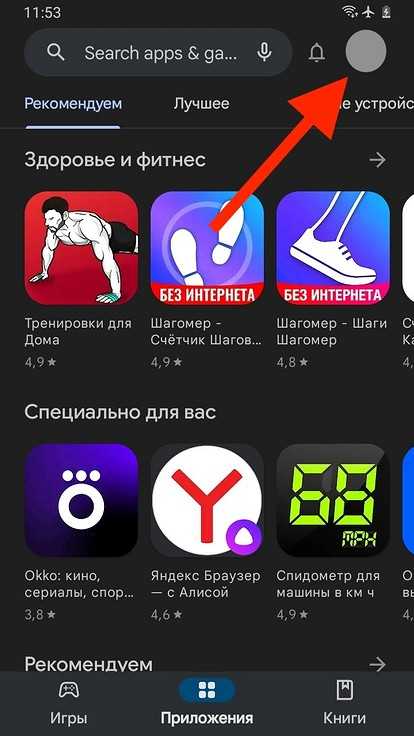 11:53
Search apps & ga...
Рекомендуем
Лучшее
е устройс
Здоровье и фитнес
БЕЗ ИНТЕРНЕТА
БЕЗ ИНТЕРНЕТА
Тренировки для
Дома
4,9★
Шагомер -
Счётчик Шагов...
4,9★
Шагомер - Шаги
Шагомер
4,8★
Специально для вас
ö
Y
68
MPH
Okko: кино,
сериалы, спор...
3,8★
Яндекс Браузер
— с Алисой
4,6★
Спидометр для
машины в км ч
4,9★
Рекомендуем
Игры
Приложения
Книги